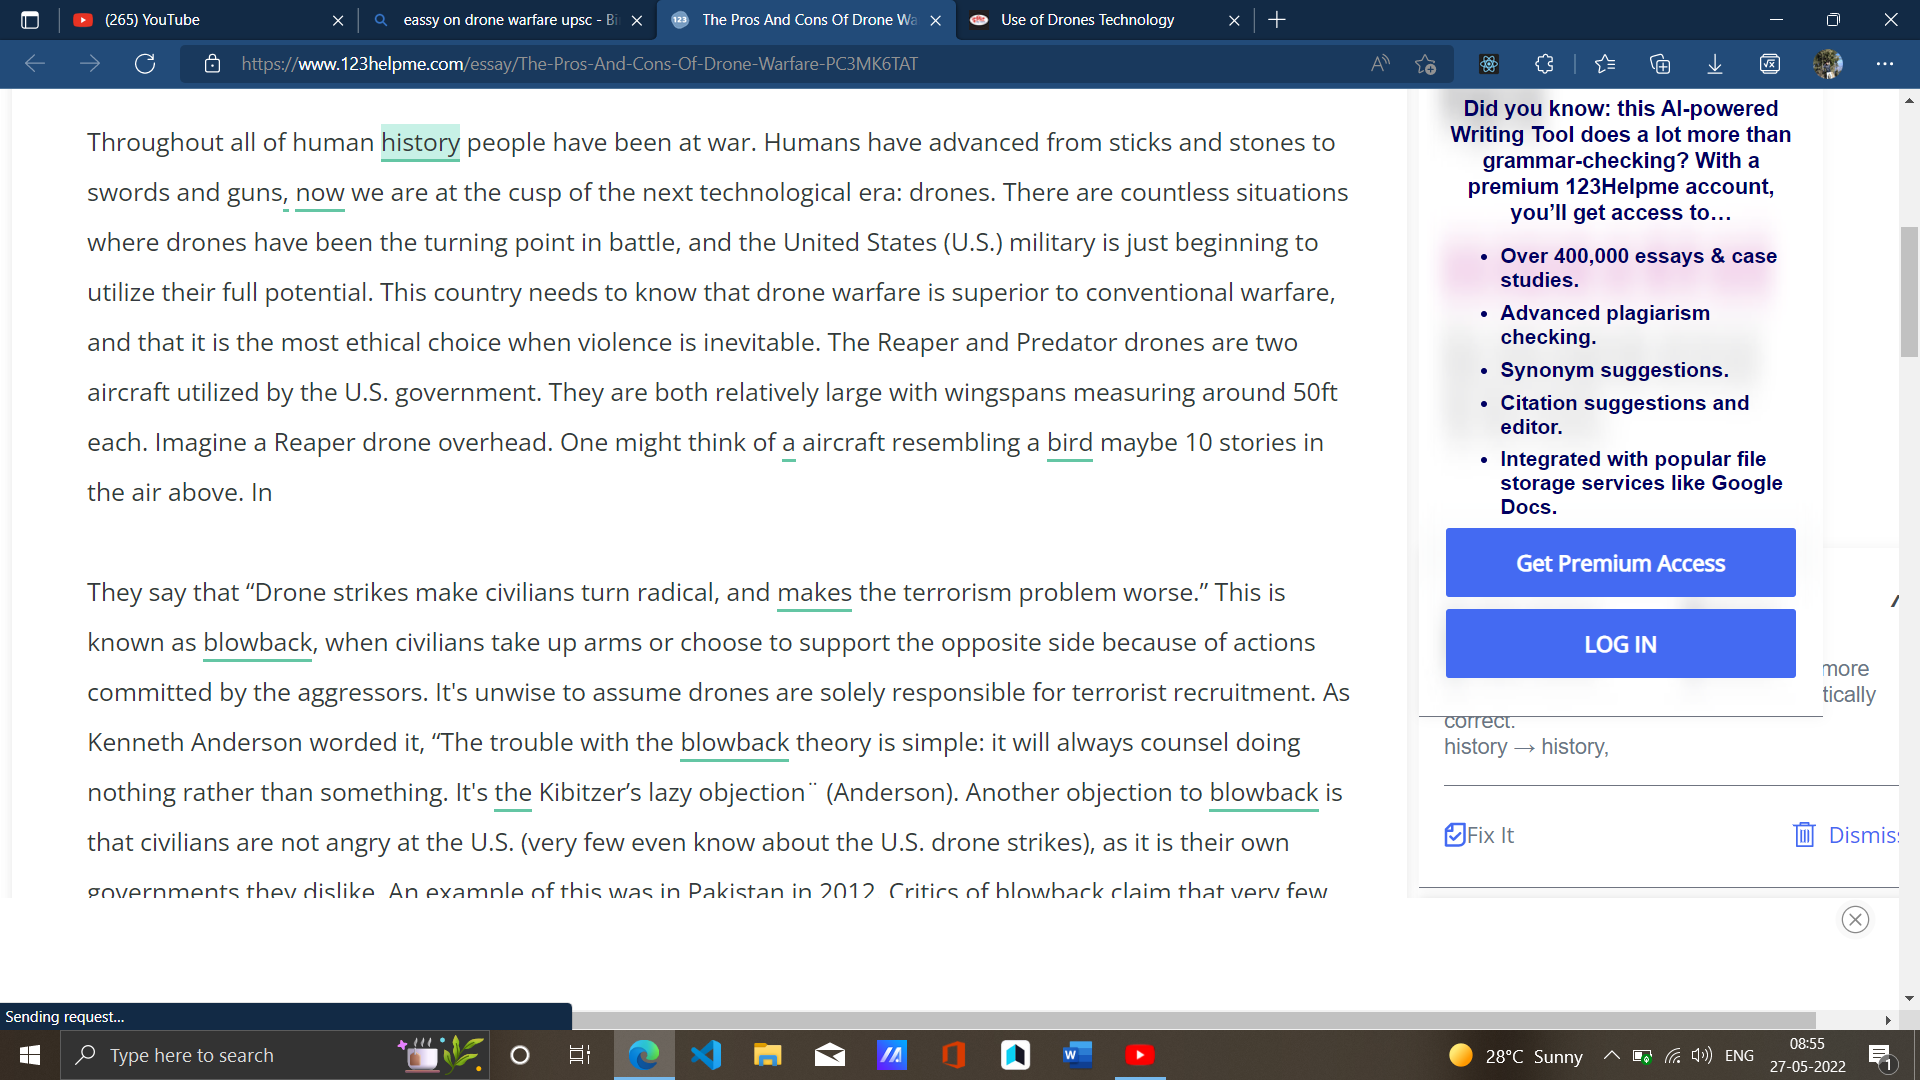 (265) YouTube
eassy on drone warfare upsc - Bi
The Pros And Cons Of Drone Wa
Use of Drones Technology
https://www.123helpme.com/essay/The-Pros-And-Cons-Of-Drone-Warfare-PC3MK6TAT
Throughout all of human history people have been at war. Humans have advanced from sticks and stones to
swords and guns, now we are at the cusp of the next technological era: drones. There are countless situations
where drones have been the turning point in battle, and the United States (U.S.) military is just beginning to
utilize their full potential. This country needs to know that drone warfare is superior to conventional warfare,
and that it is the most ethical choice when violence is inevitable. The Reaper and Predator drones are two
aircraft utilized by the U.S. government. They are both relatively large with wingspans measuring around 50ft
each. Imagine a Reaper drone overhead. One might think of a aircraft resembling a bird maybe 10 stories in
the air above. In
They say that “Drone strikes make civilians turn radical, and makes the terrorism problem worse.” This is
known as blowback, when civilians take up arms or choose to support the opposite side because of actions
committed by the aggressors. It's unwise to assume drones are solely responsible for terrorist recruitment. As
Kenneth Anderson worded it, “The trouble with the blowback theory is simple: it will always counsel doing
nothing rather than something. It's the Kibitzer’s lazy objection¨ (Anderson). Another objection to blowback is
that civilians are not angry at the U.S. (very few even know about the U.S. drone strikes), as it is their own
governments they dislike. An example of this was in Pakistan in 2012. Critics of blowback claim that very few
Did you know: this AI-powered
Writing Tool does a lot more than
grammar-checking? With a
premium 123Helpme account,
you’ll get access to…
• Over 400,000 essays & case
studies.
• Advanced plagiarism
checking.
• Synonym suggestions.
• Citation suggestions and
editor.
• Integrated with popular file
storage services like Google
Docs.
Get Premium Access
LOG IN
more
tically
correct.
history → history,
Fix It
Dismis
Sending request...
Type here to search
28°C Sunny
ENG
08:55
27-05-2022
1